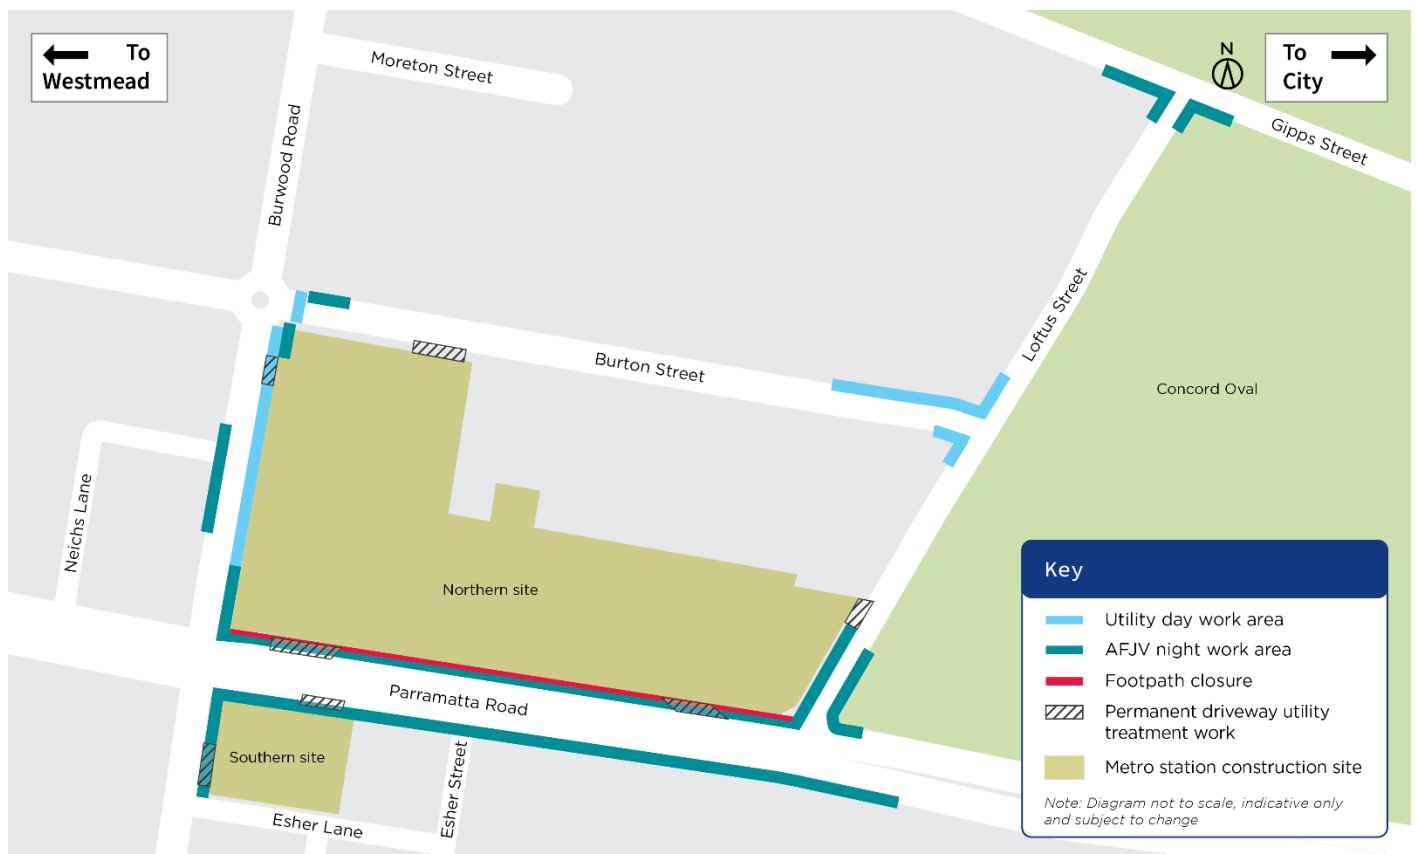 To
Westmead
Moreton Street
N
To
City
Gipps Street
Burwood Road
Loftus Street
Burton Street
Concord Oval
Neichs Lane
Northern site
Parramatta Road
Southern site
Esher Street
Esher Lane
Key
Utility day work area
AFJV night work area
Footpath closure
Permanent driveway utility
treatment work
Metro station construction site
Note: Diagram not to scale, indicative only
and subject to change